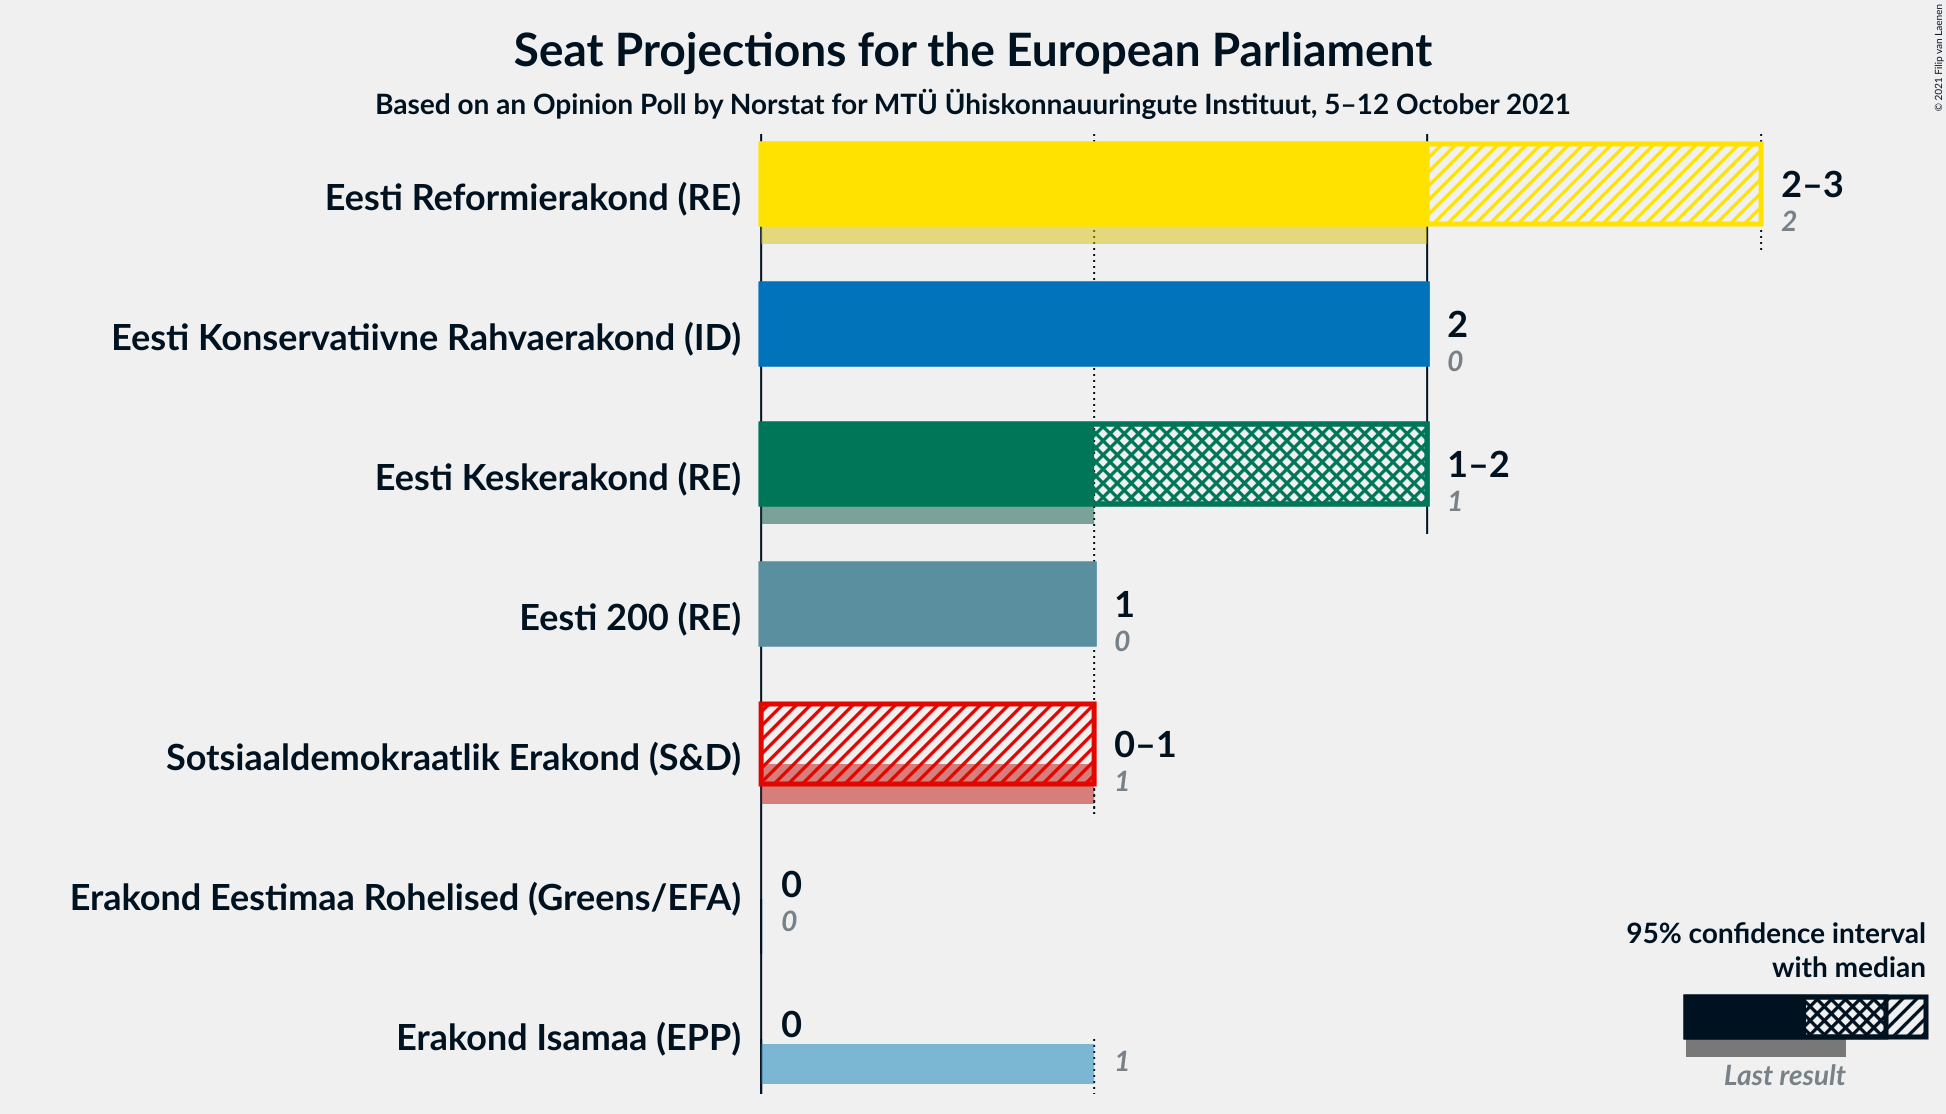 Seat Projections for the European Parliament
Based on an Opinion Poll by Norstat for MTÜ Ühiskonnauuringute Instituut, 5–12 October 2021
© 2021 Filip van Laenen
Eesti Reformierakond (RE)
2–3
2
Eesti Konservatiivne Rahvaerakond (ID)
2
0
Eesti Keskerakond (RE)
1–2
1
Eesti 200 (RE)
1
0
Sotsiaaldemokraatlik Erakond (S&D)
0–1
1
Erakond Eestimaa Rohelised (Greens/EFA)
0
0
Erakond Isamaa (EPP)
0
1
95% confidence interval
with median
Last result